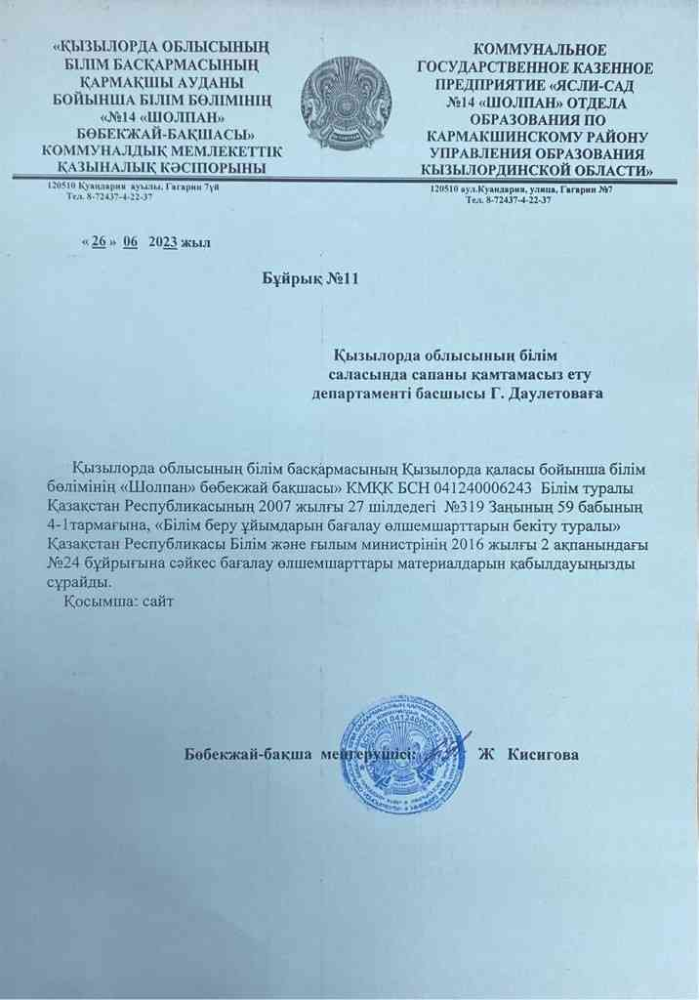 «ҚЫЗЫЛОРДА ОБЛЫСЫНЫҢ
БІЛІМ БАСҚАРМАСЫНЫҢ
ҚАРМАҚШЫ АУДАНЫ
БОЙЫНША БІЛІМ БӨЛІМІНІҢ
«№14 «ШОЛПАН»
БӨБЕКЖАЙ-БАҚШАСЫ»
КОММУНАЛДЫҚ МЕМЛЕКЕТТІК
ҚАЗЫНАЛЫҚ КӘСІПОРЫНЫ
120510 Қуаңдария ауылы, Гагарин 7үй
Тел. 8-72437-4-22-37
КОММУНАЛЬНОЕ
ГОСУДАРСТВЕННОЕ КАЗЕННОЕ
ПРЕДПРИЯТИЕ «ЯСЛИ-САД
№14 «ШОЛПАН» ОТДЕЛА
ОБРАЗОВАНИЯ ПО
КАРМАКШИНСКОМУ РАЙОНУ
УПРАВЛЕНИЯ ОБРАЗОВАНИЯ
КЫЗЫЛОРДИНСКОЙ ОБЛАСТИ»
120510 аул.Куандария, улица, Гагарин №7
Тел. 8-72437-4-22-37
« 26 » 06 2023 жыл
Бұйрық №11
Қызылорда облысының білім
саласында сапаны қамтамасыз ету
департаменті басшысы Г. Даулетоваға
Қызылорда облысының білім басқармасының Қызылорда қаласы бойынша білім
бөлімінің «Шолпан» бөбекжай бақшасы» КМҚК БСН 041240006243 Білім туралы
Қазақстан Республикасының 2007 жылғы 27 шілдедегі №319 Заңының 59 бабының
4-1тармағына, «Білім беру ұйымдарын бағалау өлшемшарттарын бекіту туралы»
Қазақстан Республикасы Білім және ғылым министрінің 2016 жылғы 2 ақпанындағы
№24 бұйрығына сәйкес бағалау өлшемшарттары материалдарын қабылдауыңызды
сұрайды.
Қосымша: сайт
Бөбекжай-бақша меңгерушісі: Ж Кисигова